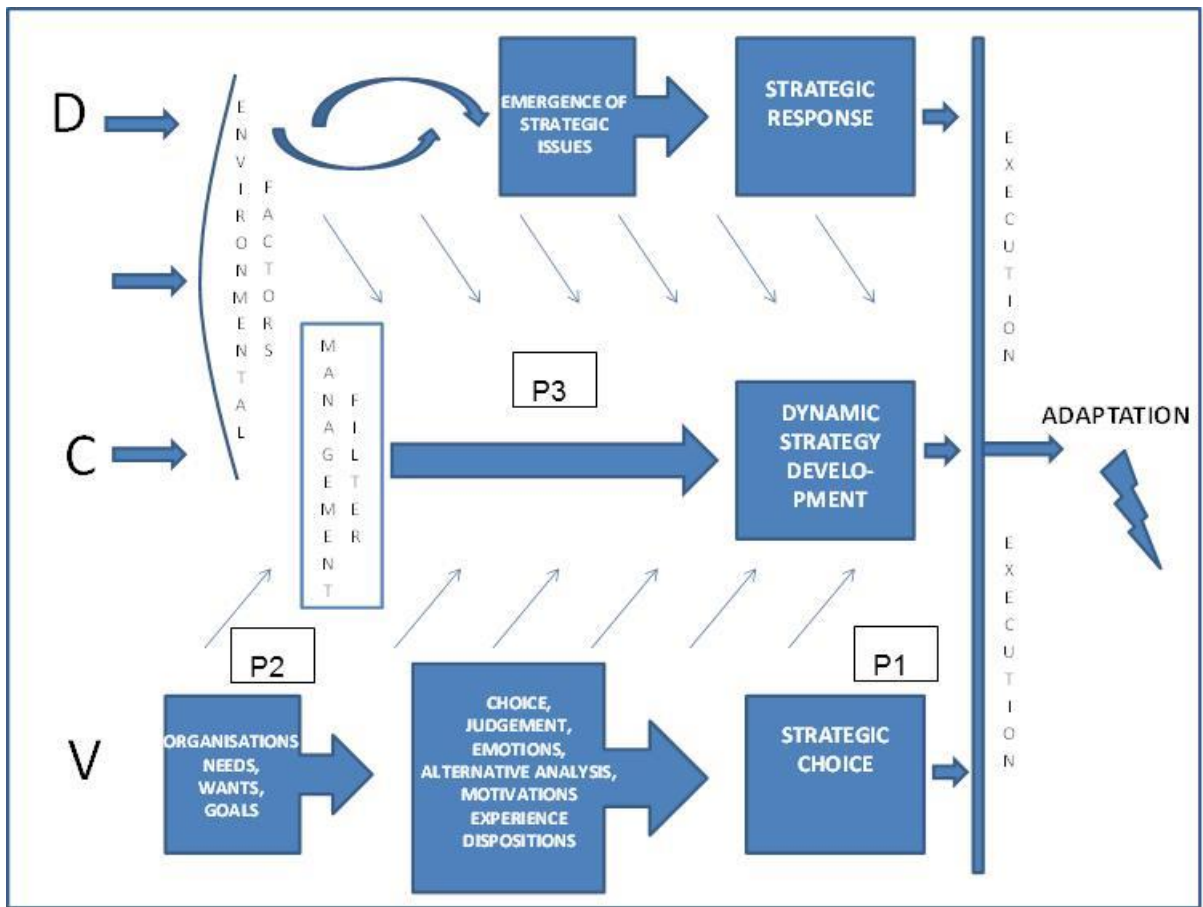 D
ENVIRONMENTAL
FACTORS
EMERGENCE OF
STRATEGIC
ISSUES
STRATEGIC
RESPONSE
EXECUTION
C
MANAGEMENT
FILTER
P3
DYNAMIC
STRATEGY
DEVELO-
PMENT
ADAPTATION
EXECUTION
V
P2
ORGANISATIONS
NEEDS,
WANTS,
GOALS
CHOICE,
JUDGEMENT,
EMOTIONS,
ALTERNATIVE ANALYSIS,
MOTIVATIONS
EXPERIENCE
DISPOSITIONS
P1
STRATEGIC
CHOICE